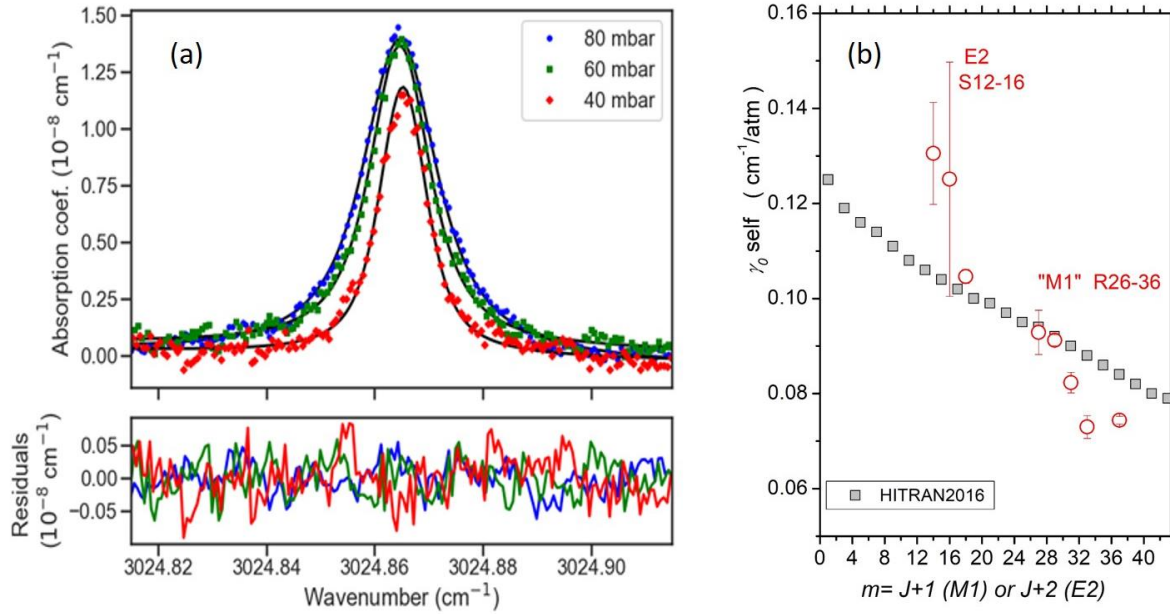 (a)
80 mbar
60 mbar
40 mbar
Absorption coef. (10⁻⁸ cm⁻¹)
1.50
1.25
1.00
0.75
0.50
0.25
0.00
Residuals
(10⁻⁸ cm⁻¹)
0.05
0.00
−0.05
3024.82 3024.84 3024.86 3024.88 3024.90
Wavenumber (cm⁻¹)
(b)
E2
S12-16
"M1" R26-36
γ₀ self ( cm⁻¹/atm )
0.16
0.14
0.12
0.10
0.08
0.06
HITRAN2016
0 4 8 12 16 20 24 28 32 36 40
m= J+1 (M1) or J+2 (E2)